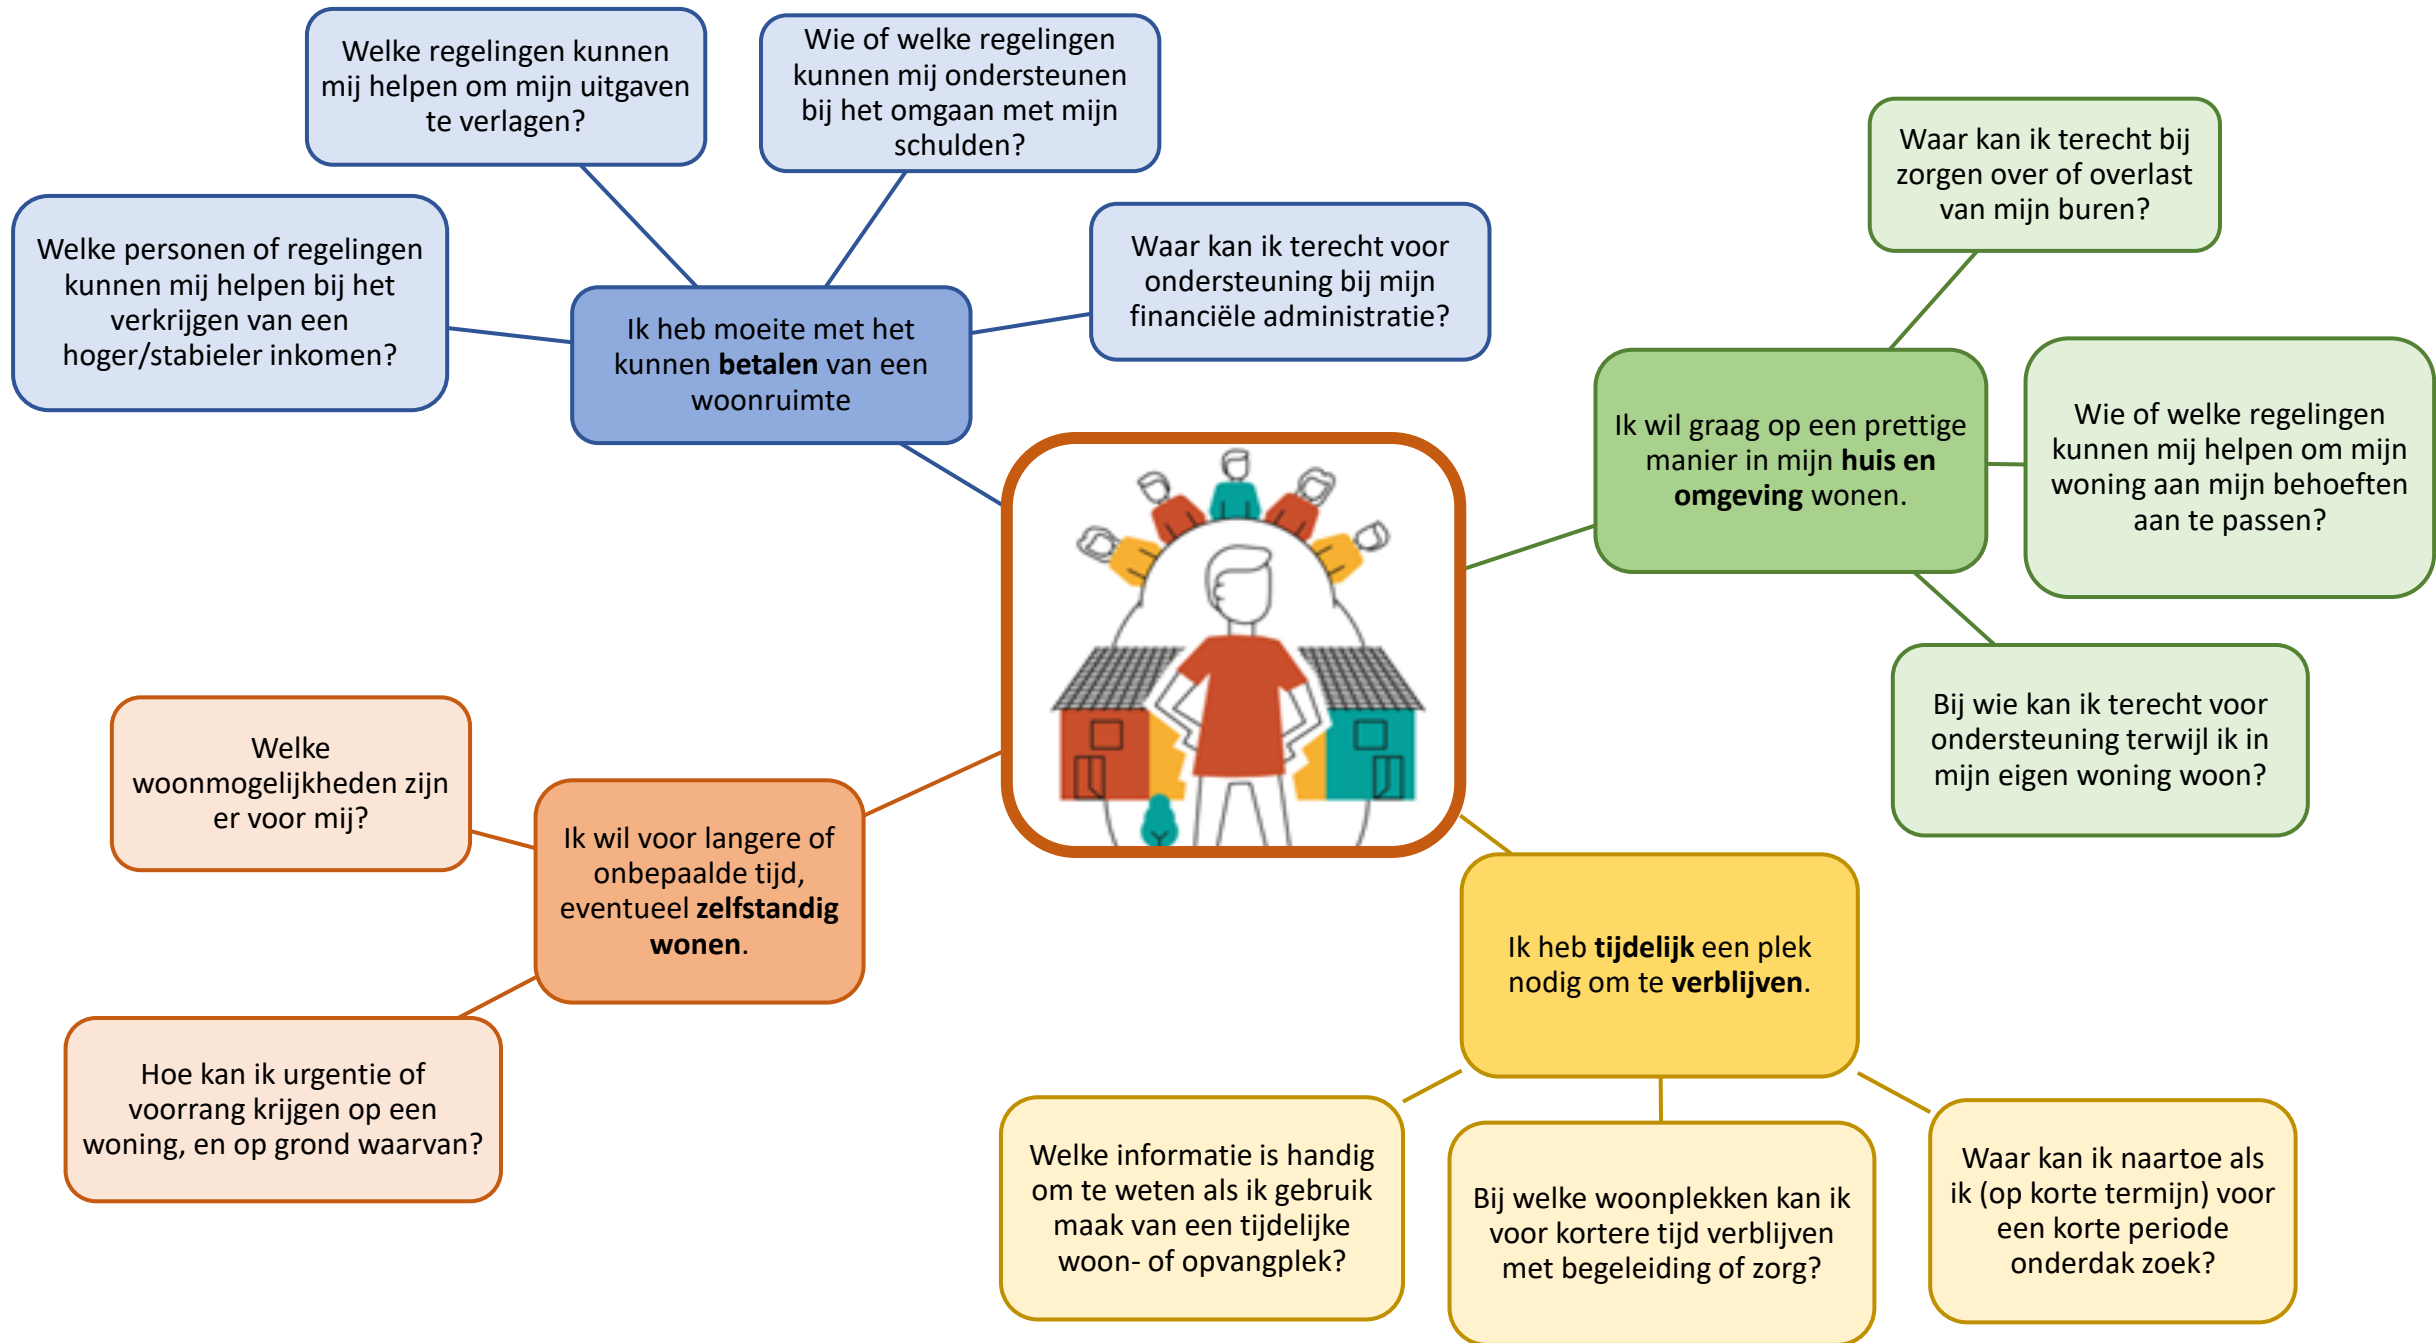 Welke regelingen kunnen
mij helpen om mijn uitgaven
te verlagen?
Wie of welke regelingen
kunnen mij ondersteunen
bij het omgaan met mijn
schulden?
Welke personen of regelingen
kunnen mij helpen bij het
verkrijgen van een
hoger/stabieler inkomen?
Waar kan ik terecht voor
ondersteuning bij mijn
financiële administratie?
Ik heb moeite met het
kunnen betalen van een
woonruimte
Waar kan ik terecht bij
zorgen over of overlast
van mijn buren?
Ik wil graag op een prettige
manier in mijn huis en
omgeving wonen.
Wie of welke regelingen
kunnen mij helpen om mijn
woning aan mijn behoeften
aan te passen?
Bij wie kan ik terecht voor
ondersteuning terwijl ik in
mijn eigen woning woon?
Welke
woonmogelijkheden zijn
er voor mij?
Ik wil voor langere of
onbepaalde tijd,
eventueel zelfstandig
wonen.
Hoe kan ik urgentie of
voorrang krijgen op een
woning, en op grond waarvan?
Ik heb tijdelijk een plek
nodig om te verblijven.
Welke informatie is handig
om te weten als ik gebruik
maak van een tijdelijke
woon- of opvangplek?
Bij welke woonplekken kan ik
voor kortere tijd verblijven
met begeleiding of zorg?
Waar kan ik naartoe als
ik (op korte termijn) voor
een korte periode
onderdak zoek?